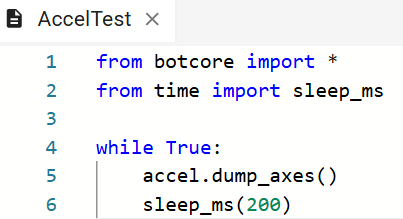 AccelTest ×
1 from botcore import *
2 from time import sleep_ms
3
4 while True:
5     accel.dump_axes()
6     sleep_ms(200)